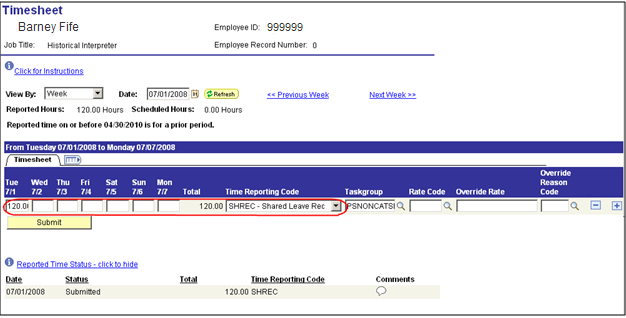 Timesheet
Barney Fife Employee ID: 999999
Job Title: Historical Interpreter Employee Record Number: 0
Click for Instructions
View By: Week Date: 07/01/2008 Refresh << Previous Week Next Week >>
Reported Hours: 120.00 Hours Scheduled Hours: 0.00 Hours
Reported time on or before 04/30/2010 is for a prior period.
From Tuesday 07/01/2008 to Monday 07/07/2008
Timesheet
Tue 7/1 Wed 7/2 Thu 7/3 Fri 7/4 Sat 7/5 Sun 7/6 Mon 7/7 Total Time Reporting Code Taskgroup Rate Code Override Rate Override Reason Code
120.0 120.00 SHREC - Shared Leave Rec PSNONCATS
Submit
Reported Time Status - click to hide
Date Status Total Time Reporting Code Comments
07/01/2008 Submitted 120.00 SHREC